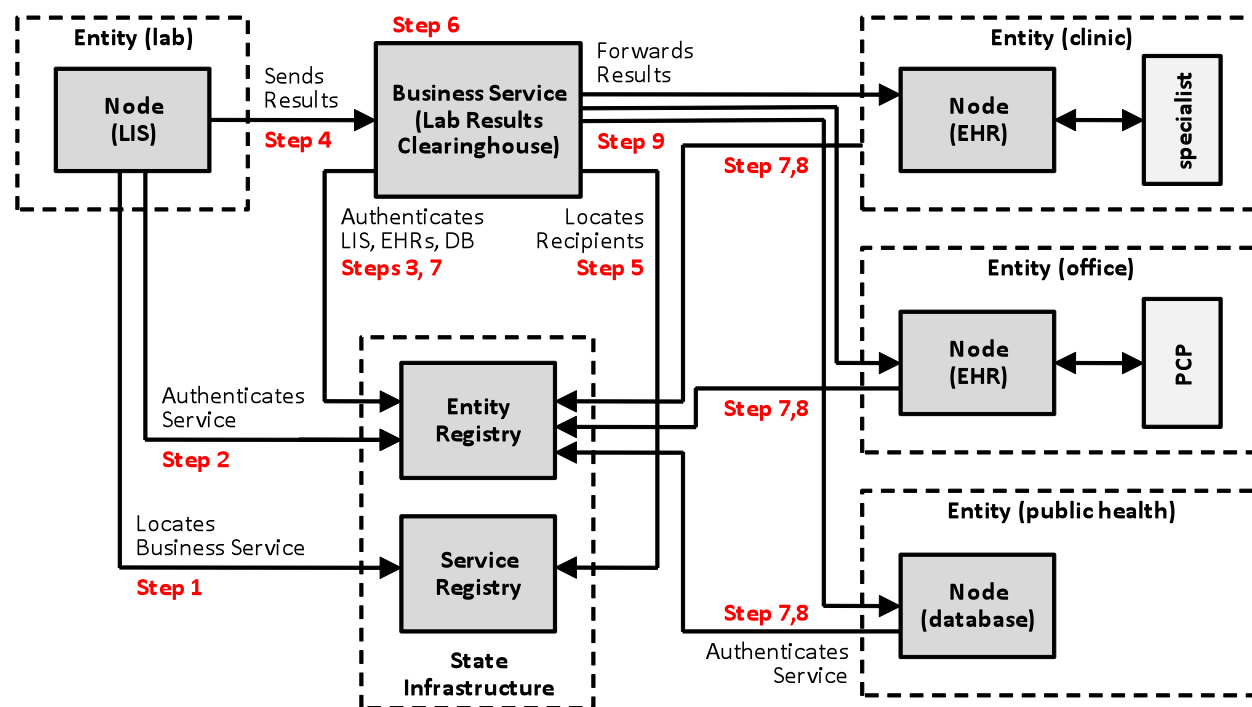 Step 6
Entity (lab)
Node
(LIS)
Sends
Results
Step 4
Business Service
(Lab Results
Clearinghouse)
Forwards
Results
Step 9
Step 7,8
Entity (clinic)
Node
(EHR)
specialist
Authenticates
LIS, EHRs, DB
Steps 3, 7
Locates
Recipients
Step 5
Entity (office)
Node
(EHR)
PCP
Step 7,8
Authenticates
Service
Step 2
Entity
Registry
Locates
Business Service
Step 1
Service
Registry
State
Infrastructure
Entity (public health)
Node
(database)
Step 7,8
Authenticates
Service